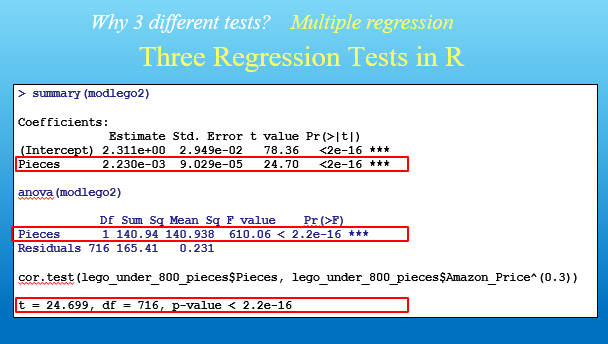 Why 3 different tests? Multiple regression
Three Regression Tests in R
> summary(modlego2)
Coefficients:
Estimate Std. Error t value Pr(>|t|)
(Intercept) 2.311e+00 2.949e-02 78.36 <2e-16 ***
Pieces 2.230e-03 9.029e-05 24.70 <2e-16 ***
anova(modlego2)
Df Sum Sq Mean Sq F value Pr(>F)
Pieces 1 140.94 140.938 610.06 < 2.2e-16 ***
Residuals 716 165.41 0.231
cor.test(lego_under_800_pieces$Pieces, lego_under_800_pieces$Amazon_Price^(0.3))
t = 24.699, df = 716, p-value < 2.2e-16